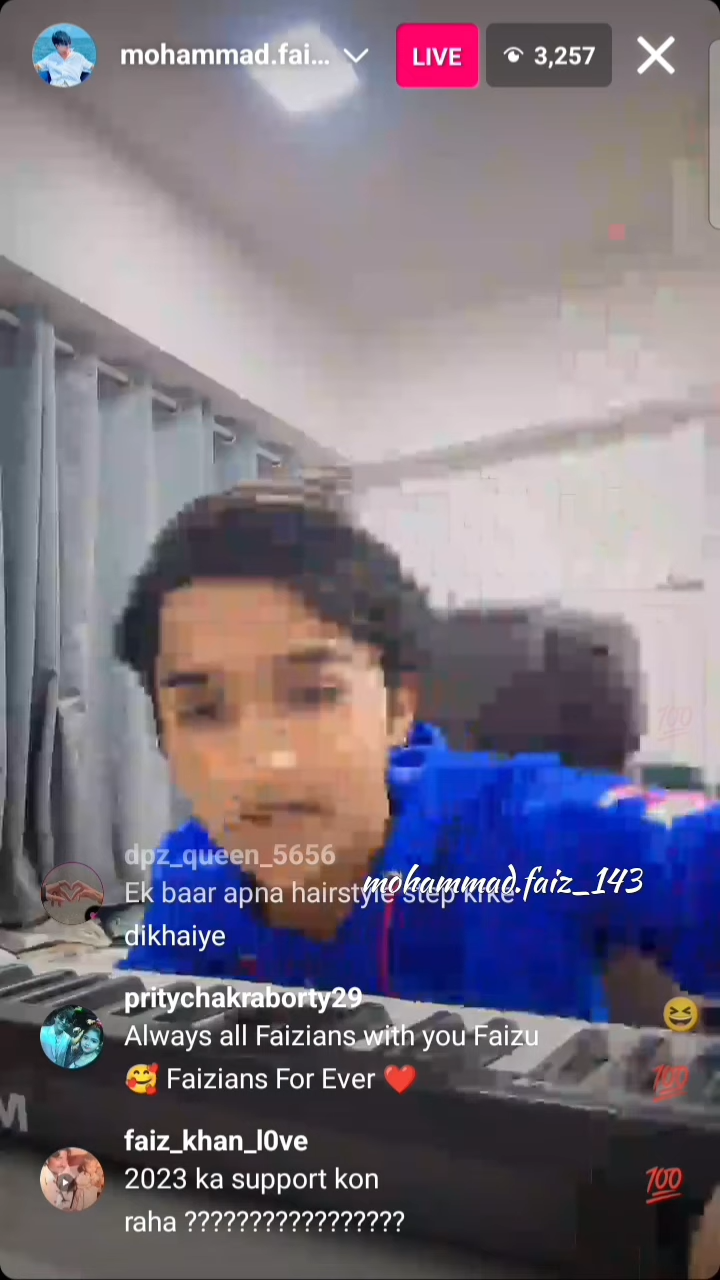 mohammad.fai...
LIVE
3,257
dpz_queen_5656
Ek baar apna hairstyle step krke
dikhaiye
mohammad.faiz_143
pritychakraborty29
Always all Faizians with you Faizu
🥰 Faizians For Ever ❤️
faiz_khan_l0ve
2023 ka support kon
raha ?????????????????
M
💯
💯
💯